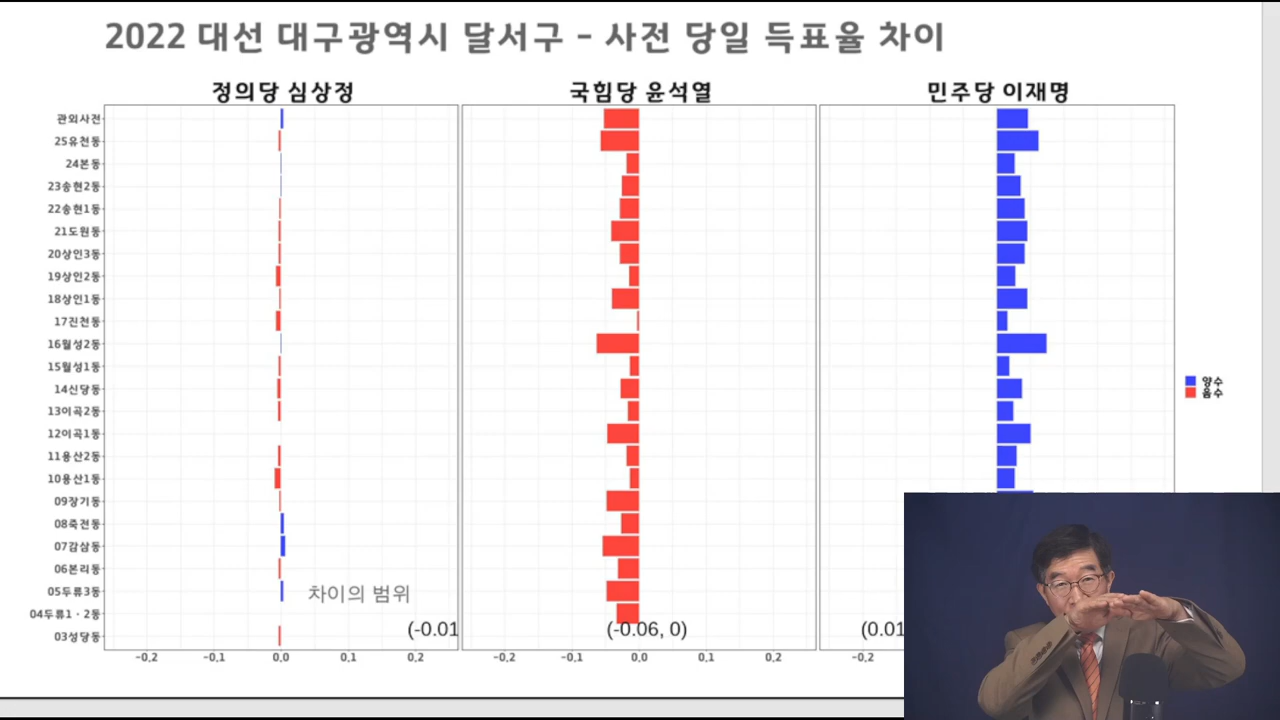 2022 대선 대구광역시 달서구 - 사전 당일 득표율 차이
정의당 심상정
국힘당 윤석열
민주당 이재명
관외사전
25유천동
24본동
23송현2동
22송현1동
21도원동
20상인3동
19상인2동
18상인1동
17진천동
16월성2동
15월성1동
14신당동
13이곡2동
12이곡1동
11용산2동
10용산1동
09장기동
08죽전동
07감삼동
06본리동
05두류3동
04두류1·2동
03성당동
양수
음수
차이의 범위
(-0.01
(-0.06, 0)
(0.01
-0,2 -0,1 0,0 0,1 0,2
-0,2 -0,1 0,0 0,1 0,2
-0,2